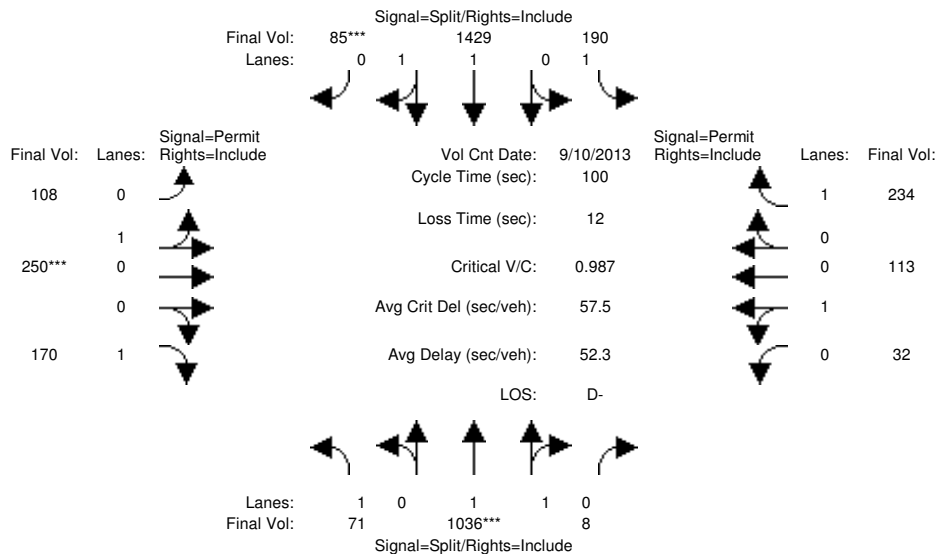 Signal=Split/Rights=Include
Final Vol: 85*** 1429 190
Lanes: 0 1 1 0 1
Signal=Permit Signal=Permit
Final Vol: Lanes: Rights=Include Vol Cnt Date: 9/10/2013 Rights=Include Lanes: Final Vol:
Cycle Time (sec): 100
108 0 1 234
Loss Time (sec): 12
1 0
250*** 0 Critical V/C: 0.987 0 113
0 Avg Crit Del (sec/veh): 57.5 1
170 1 Avg Delay (sec/veh): 52.3 0 32
LOS: D-
Lanes: 1 0 1 1 0
Final Vol: 71 1036*** 8
Signal=Split/Rights=Include